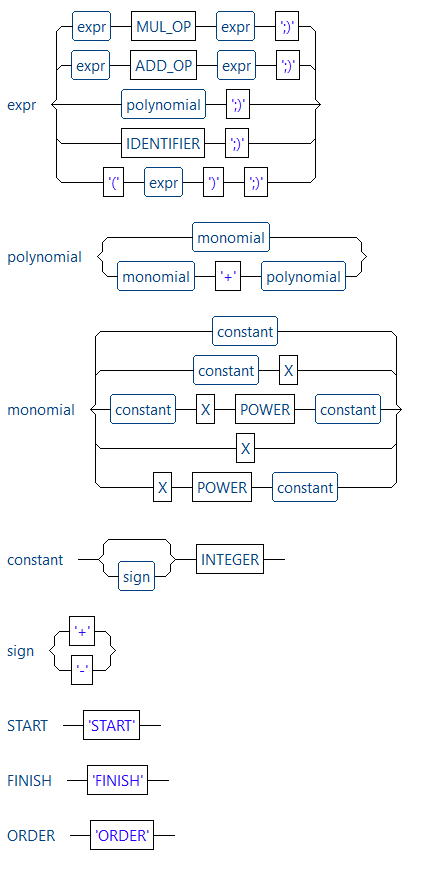 expr MUL_OP expr ';)'
expr ADD_OP expr ';)'
expr polynomial ';)'
IDENTIFIER ';)'
'(' expr ')' ';)'
monomial
polynomial
monomial '+' polynomial
constant
constant X
monomial constant X POWER constant
X
X POWER constant
constant INTEGER
sign
'+'
sign
'-'
START 'START'
FINISH 'FINISH'
ORDER 'ORDER'